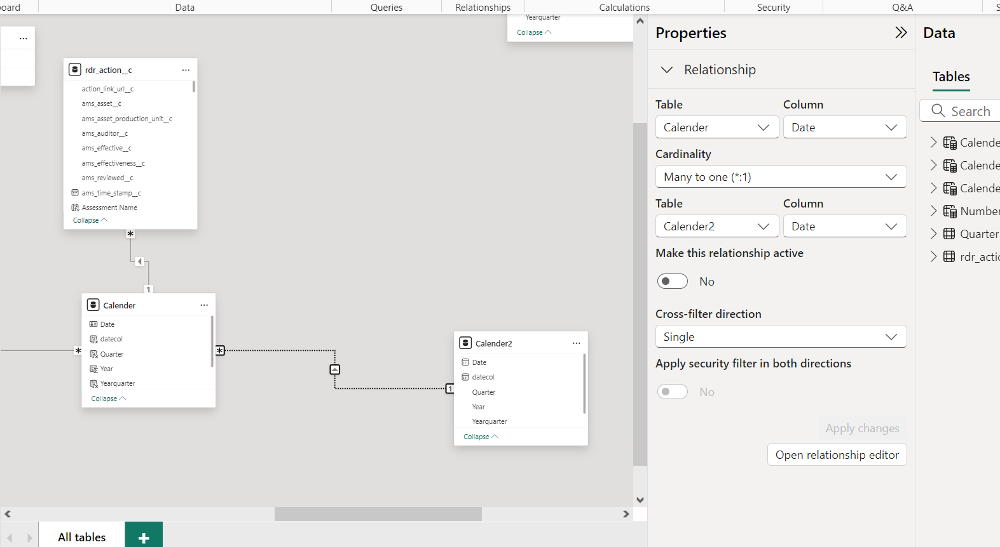 oard
Data
Queries
Relationships
Calculations
Security
Q&A
S
Yearquarter
Collapse
rdr_action__c
action_link_url__c
ams_asset__c
ams_asset_production_unit__c
ams_auditor__c
ams_effective__c
ams_effectiveness__c
ams_reviewed__c
ams_time_stamp__c
Assessment Name
Collapse
*
1
Calender
Date
datecol
Quarter
Year
Yearquarter
Collapse
*
*
1
Calender2
Date
datecol
Quarter
Year
Yearquarter
Collapse
All tables
+
Properties
Relationship
Table Column
Calender Date
Cardinality
Many to one (*:1)
Table Column
Calender2 Date
Make this relationship active
No
Cross-filter direction
Single
Apply security filter in both directions
No
Apply changes
Open relationship editor
Data
Tables
Search
Calende
Calende
Calende
Number
Quarter
rdr_actio